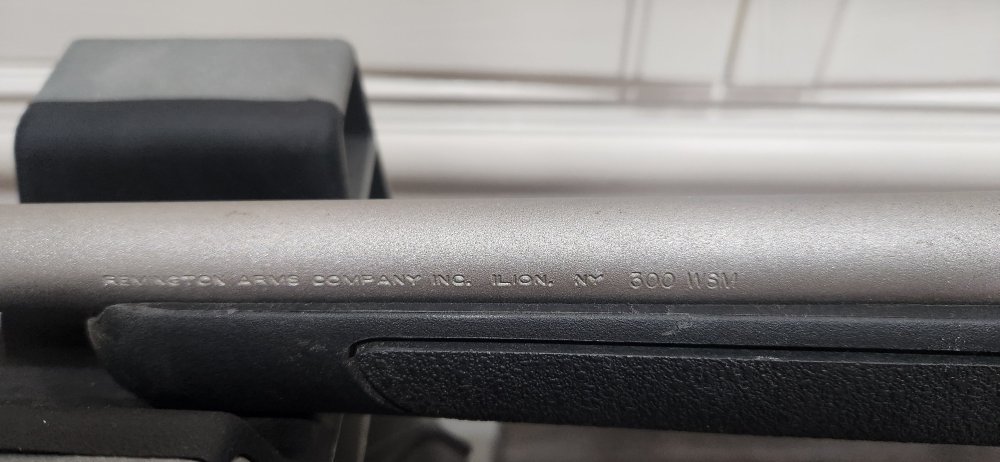 REMINGTON ARMS COMPANY INC. ILION, NY 300 WSM